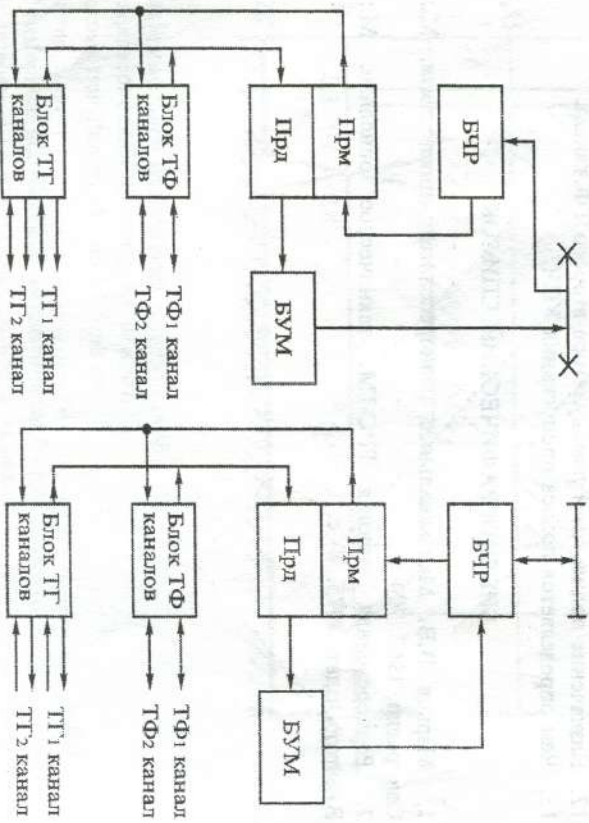 БЧР
Прм
Прд
БУМ
Блок ТФ
каналов
ТФ1 канал
ТФ2 канал
Блок ТГ
каналов
ТГ1 канал
ТГ2 канал
БЧР
Прм
Прд
БУМ
Блок ТФ
каналов
ТФ1 канал
ТФ2 канал
Блок ТГ
каналов
ТГ1 канал
ТГ2 канал